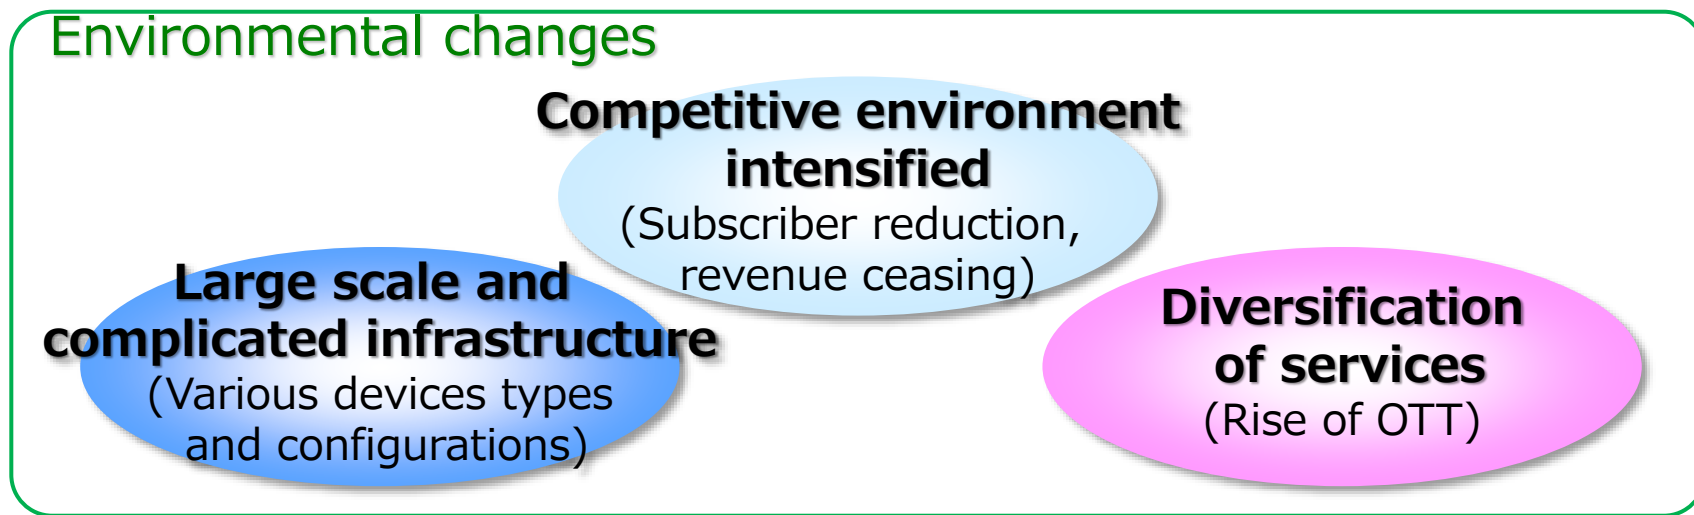 Environmental changes
Competitive environment
intensified
(Subscriber reduction,
revenue ceasing)
Large scale and
complicated infrastructure
(Various devices types
and configurations)
Diversification
of services
(Rise of OTT)